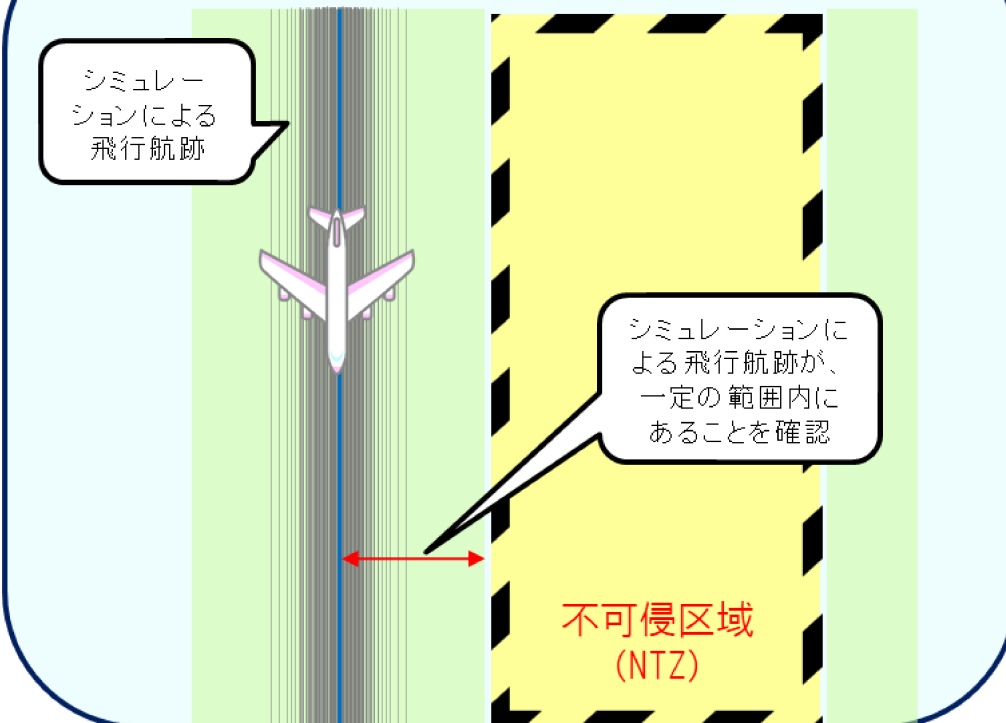 シミュレー
ションによる
飛行航跡
シミュレーションに
よる飛行航跡が、
一定の範囲内に
あることを確認
不可侵区域
(NTZ)